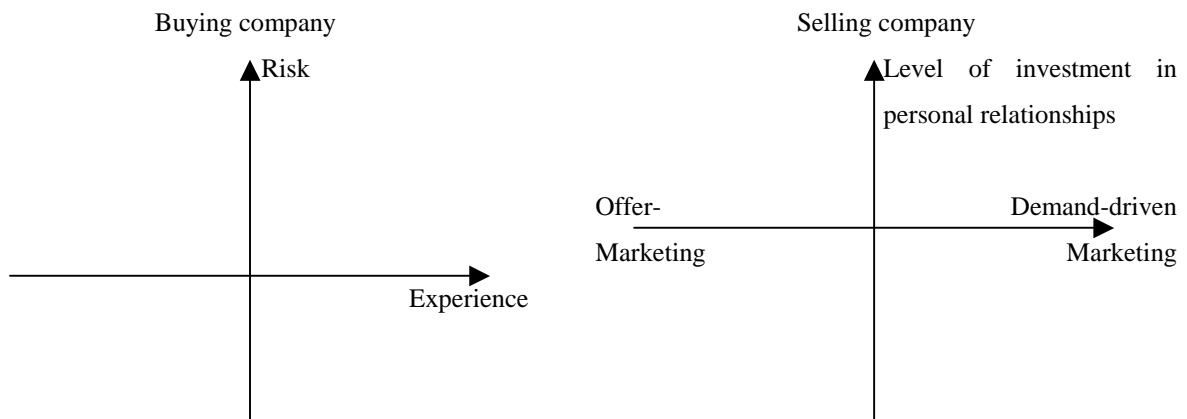 Buying company
Risk
Experience
Selling company
Level of investment in
personal relationships
Offer-
Marketing
Demand-driven
Marketing